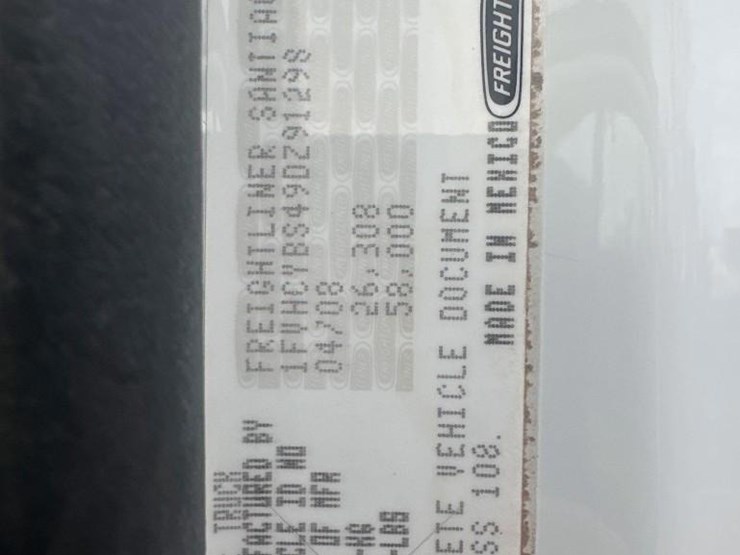 TRUCK
FACTURED BY FREIGHTLINER SANTIA
CLE ID NO 1FVHCYBS49DZ91298
OF MFR 04/08
-KG 26,308
-LBS 58,000
ETE VEHICLE DOCUMENT
SS 108. MADE IN MEXICO FREIGHT